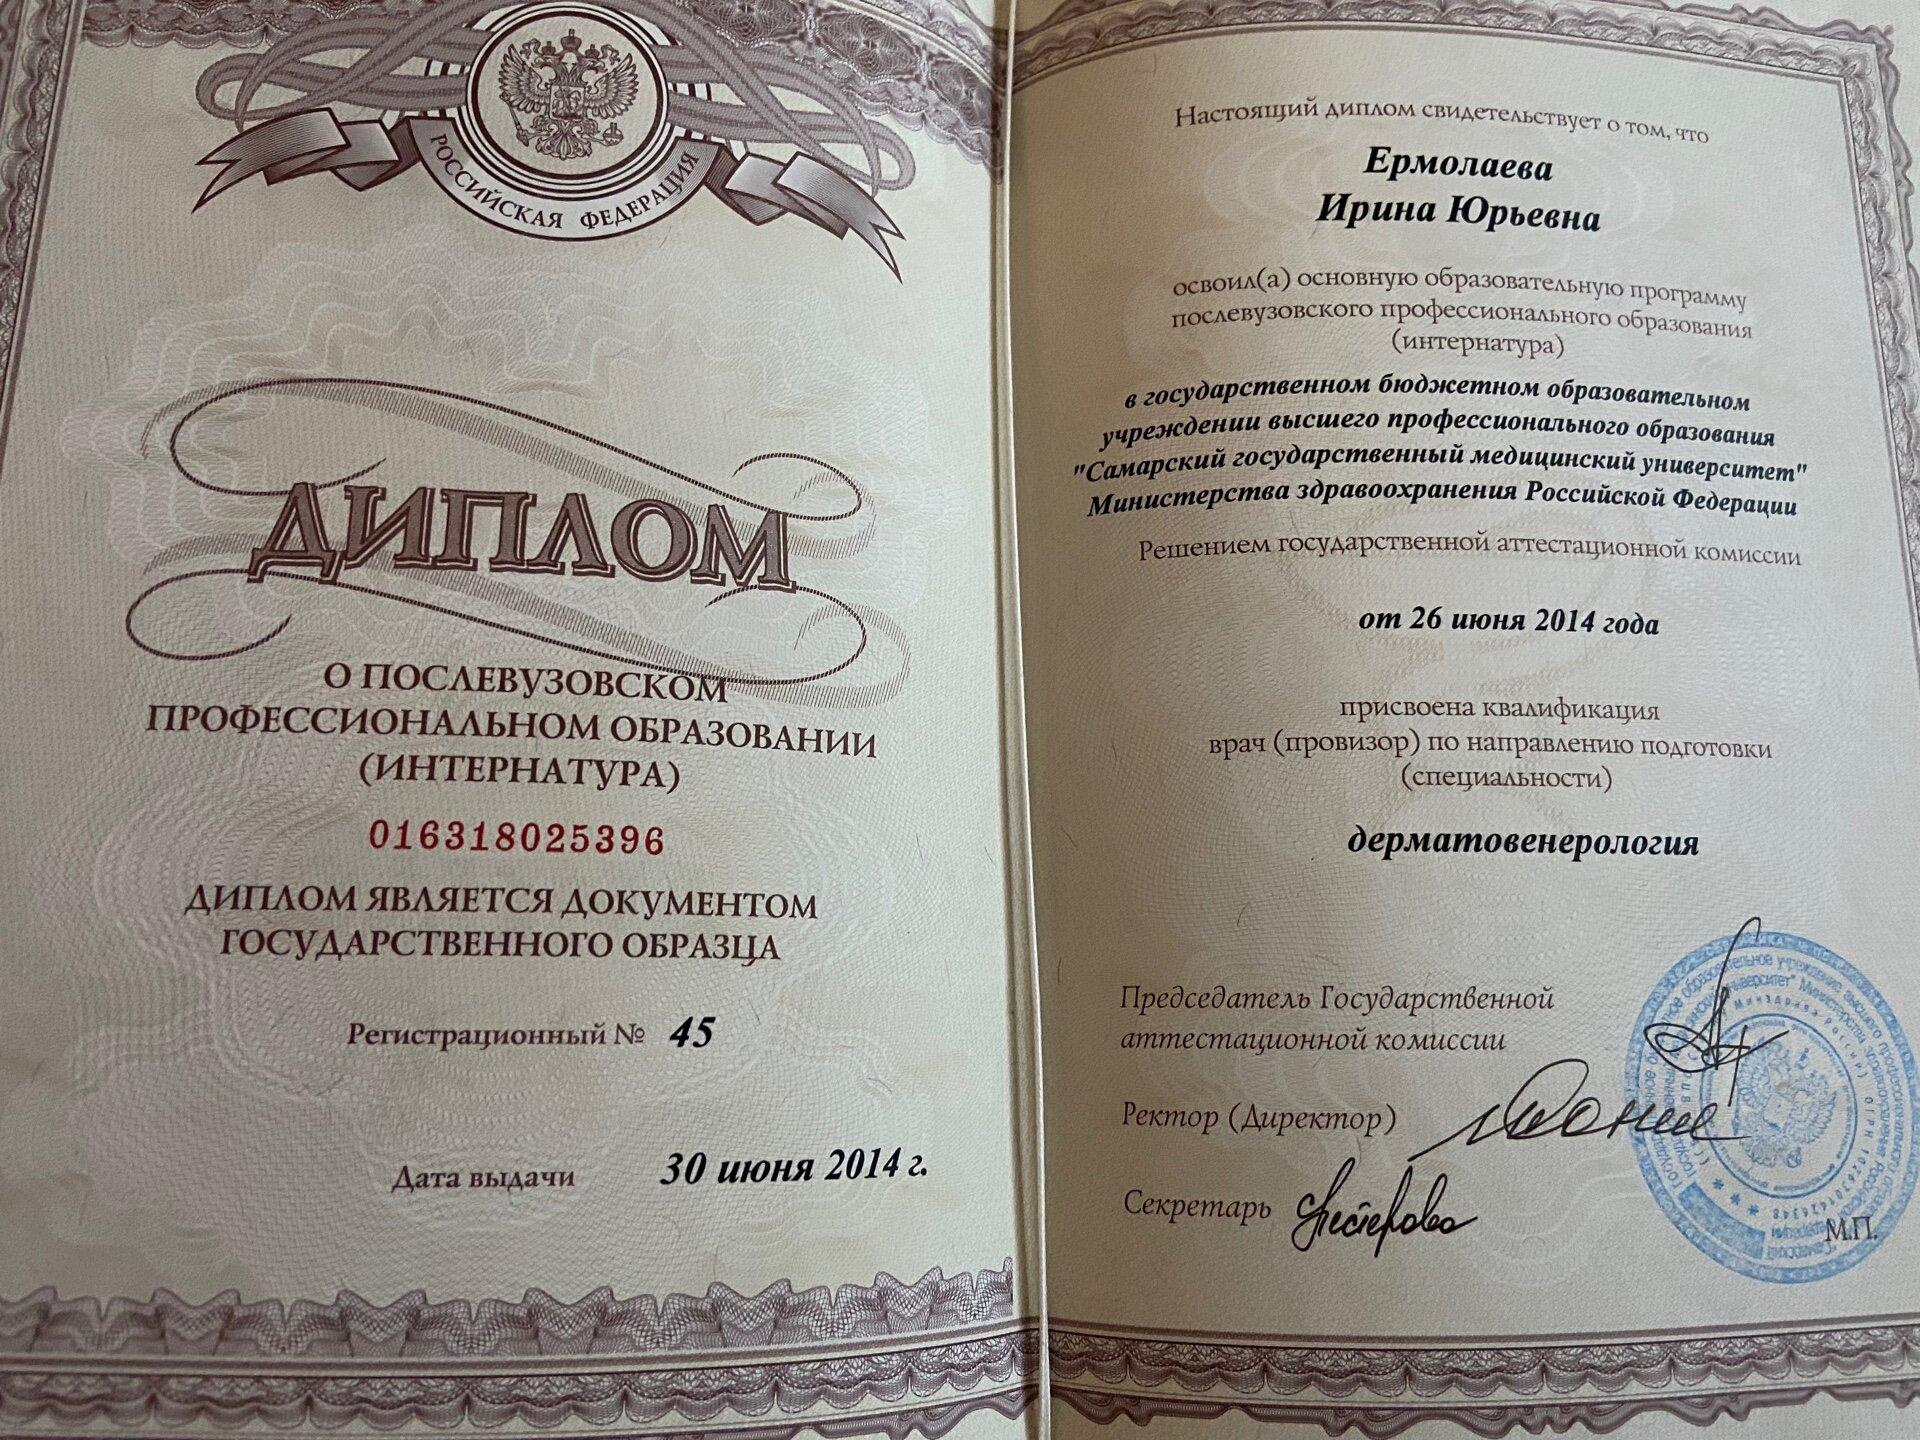 РОССИЙСКАЯ ФЕДЕРАЦИЯ
ДИПЛОМ
О ПОСЛЕВУЗОВСКОМ
ПРОФЕССИОНАЛЬНОМ ОБРАЗОВАНИИ
(ИНТЕРНАТУРА)
016318025396
ДИПЛОМ ЯВЛЯЕТСЯ ДОКУМЕНТОМ
ГОСУДАРСТВЕННОГО ОБРАЗЦА
Регистрационный № 45
Дата выдачи 30 июня 2014 г.
Настоящий диплом свидетельствует о том, что
Ермолаева
Ирина Юрьевна
освоил(а) основную образовательную программу
послевузовского профессионального образования
(интернатура)
в государственном бюджетном образовательном
учреждении высшего профессионального образования
"Самарский государственный медицинский университет"
Министерства здравоохранения Российской Федерации
Решением государственной аттестационной комиссии
от 26 июня 2014 года
присвоена квалификация
врач (провизор) по направлению подготовки
(специальности)
дерматовенерология
Председатель Государственной
аттестационной комиссии
Ректор (Директор)
Секретарь
М.П.